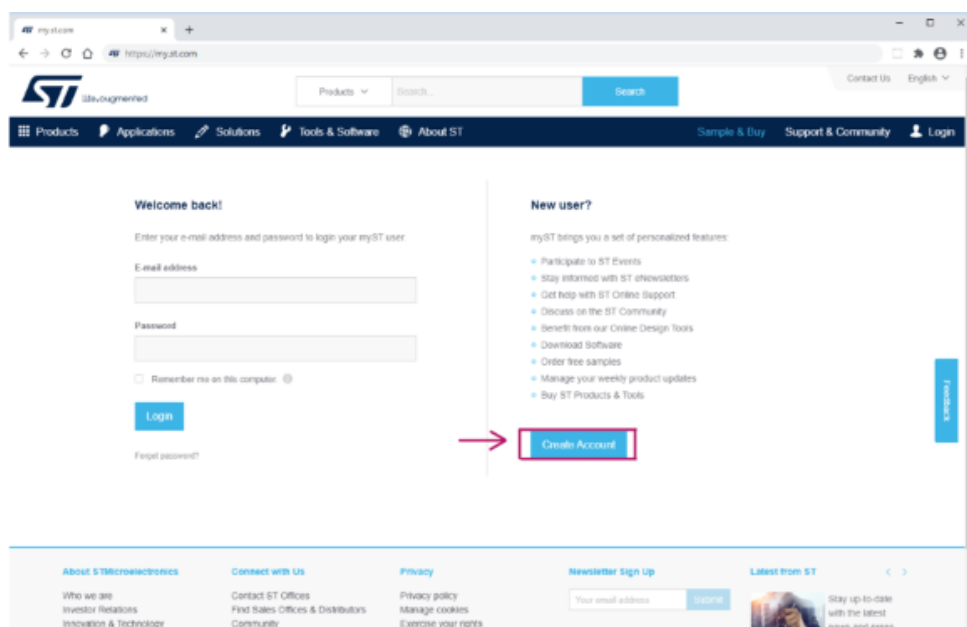 my.st.com
https://my.st.com
ST life.augmented
Products
Search...
Search
Contact Us
English
Products
Applications
Solutions
Tools & Software
About ST
Sample & Buy
Support & Community
Login
Welcome back!
Enter your e-mail address and password to login your myST user.
E-mail address
Password
Remember me on this computer.
Login
Forgot password?
New user?
myST brings you a set of personalized features:
Participate to ST Events
Stay informed with ST eNewsletters
Get help with ST Online Support
Discuss on the ST Community
Benefit from our Online Design Tools
Download Software
Order free samples
Manage your weekly product updates
Buy ST Products & Tools
Create Account
Feedback
About STMicroelectronics
Who we are
Investor Relations
Innovation & Technology
Connect with Us
Contact ST Offices
Find Sales Offices & Distributors
Community
Privacy
Privacy policy
Manage cookies
Exercise your rights
Newsletter Sign Up
Your email address
Submit
Latest from ST
Stay up-to-date
with the latest
news and press